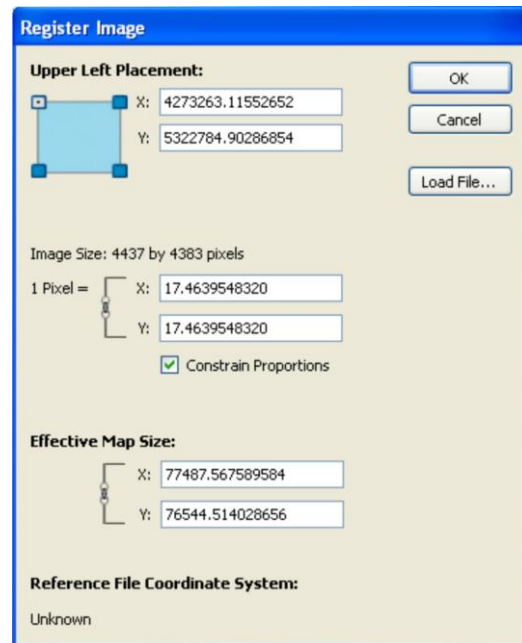 Register Image
Upper Left Placement:
X: 4273263.11552652
Y: 5322784.90286854
OK
Cancel
Load File...
Image Size: 4437 by 4383 pixels
1 Pixel =
X: 17.4639548320
Y: 17.4639548320
Constrain Proportions
Effective Map Size:
X: 77487.567589584
Y: 76544.514028656
Reference File Coordinate System:
Unknown